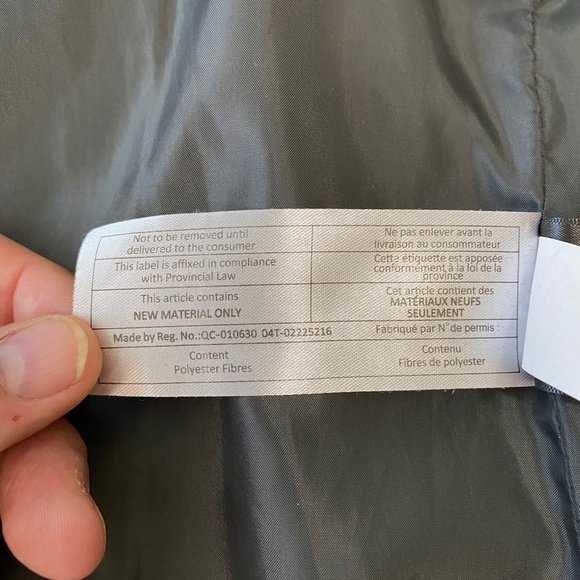 Not to be removed until
delivered to the consumer
Ne pas enlever avant la
livraison au consommateur
This label is affixed in compliance
with Provincial Law
Cette étiquette est apposée
conformément à la loi de la
province
This article contains
NEW MATERIAL ONLY
Cet article contient des
MATÉRIAUX NEUFS
SEULEMENT
Made by Reg. No.:QC-010630 04T-02225216 Fabriqué par N° de permis :
Content
Polyester Fibres
Contenu
Fibres de polyester